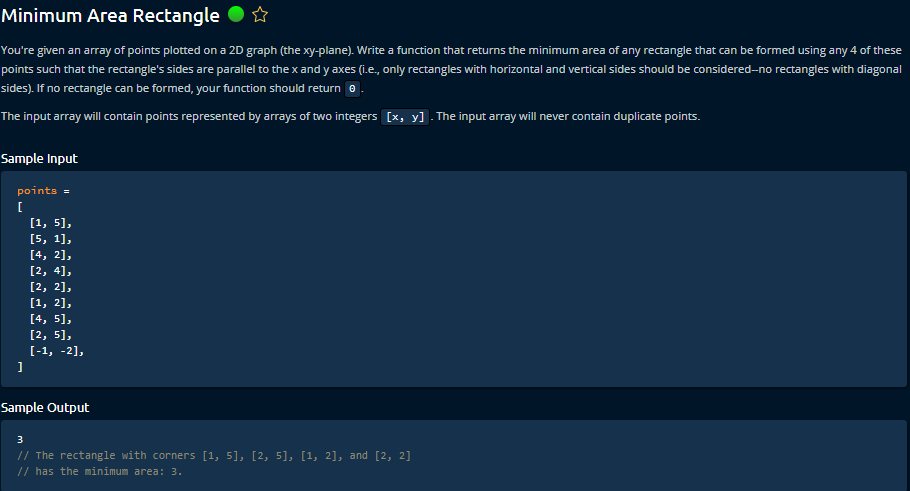 Minimum Area Rectangle
You're given an array of points plotted on a 2D graph (the xy-plane). Write a function that returns the minimum area of any rectangle that can be formed using any 4 of these
points such that the rectangle's sides are parallel to the x and y axes (i.e., only rectangles with horizontal and vertical sides should be considered--no rectangles with diagonal
sides). If no rectangle can be formed, your function should return 0 .
The input array will contain points represented by arrays of two integers [x, y] . The input array will never contain duplicate points.
Sample Input
points =
[
[1, 5],
[5, 1],
[4, 2],
[2, 4],
[2, 2],
[1, 2],
[4, 5],
[2, 5],
[-1, -2],
]
Sample Output
3
// The rectangle with corners [1, 5], [2, 5], [1, 2], and [2, 2]
// has the minimum area: 3.